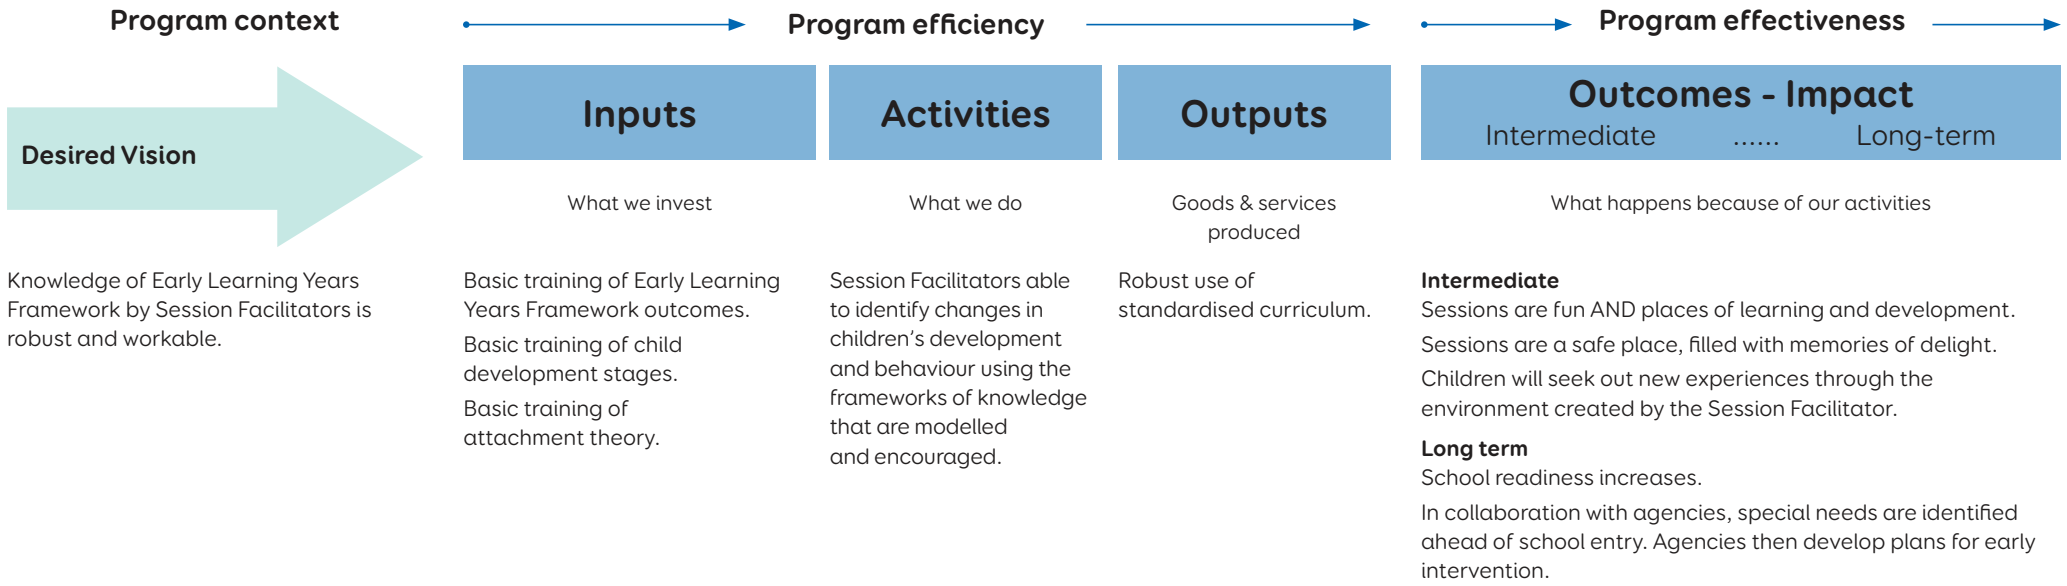 Program context
Program efficiency
Program effectiveness
Desired Vision
Inputs
Activities
Outputs
Outcomes - Impact
Intermediate ...... Long-term
What we invest
What we do
Goods & services
produced
What happens because of our activities
Knowledge of Early Learning Years
Framework by Session Facilitators is
robust and workable.
Basic training of Early Learning
Years Framework outcomes.
Basic training of child
development stages.
Basic training of
attachment theory.
Session Facilitators able
to identify changes in
children’s development
and behaviour using the
frameworks of knowledge
that are modelled
and encouraged.
Robust use of
standardised curriculum.
Intermediate
Sessions are fun AND places of learning and development.
Sessions are a safe place, filled with memories of delight.
Children will seek out new experiences through the
environment created by the Session Facilitator.
Long term
School readiness increases.
In collaboration with agencies, special needs are identified
ahead of school entry. Agencies then develop plans for early
intervention.